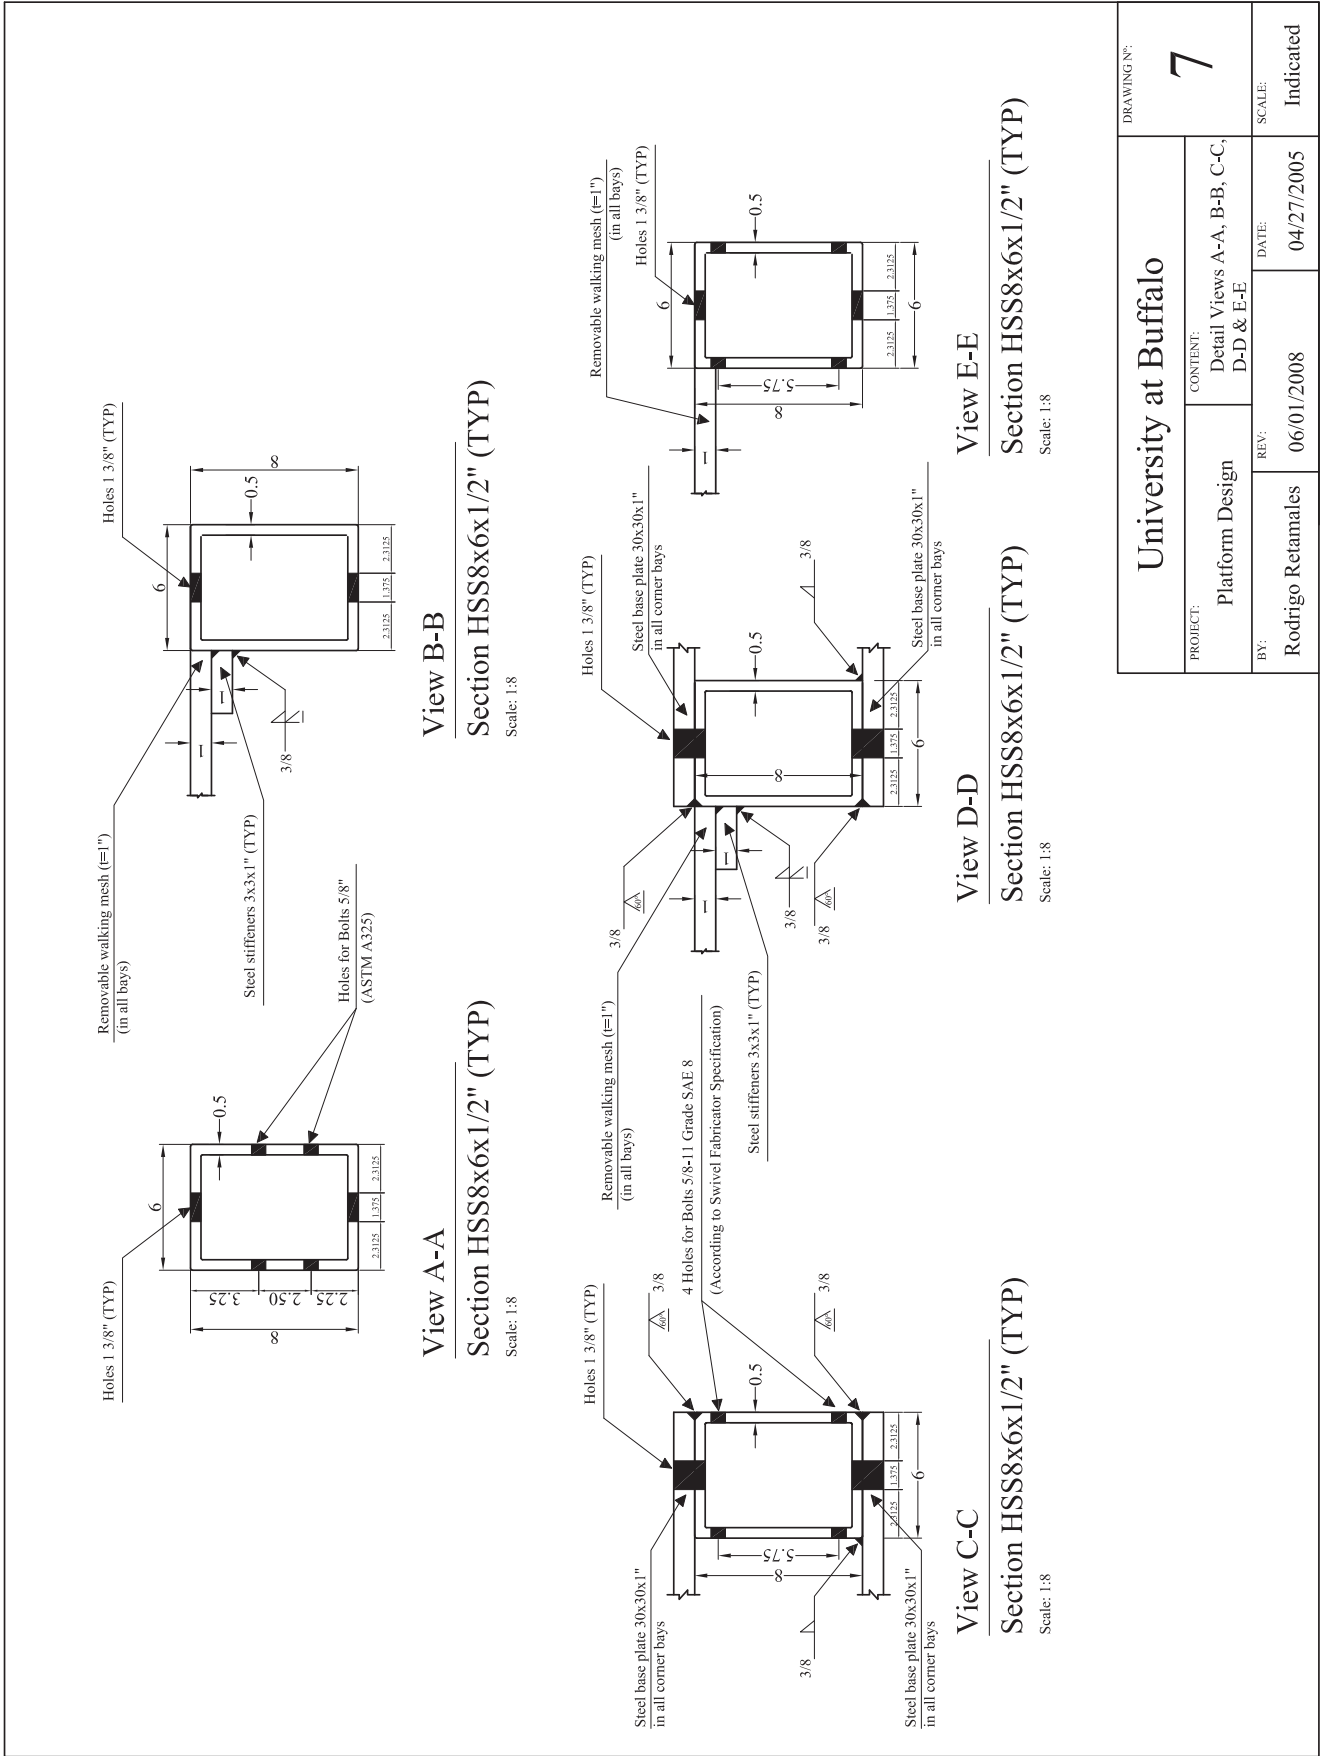 Holes 1 3/8" (TYP)
6
0.5
3.25
2.50
2.25
8
2.3125
1.375
2.3125
Holes for Bolts 5/8"
(ASTM A325)
View A-A
Section HSS8x6x1/2" (TYP)
Scale: 1:8
Removable walking mesh (t=1")
(in all bays)
Steel stiffeners 3x3x1" (TYP)
Holes 1 3/8" (TYP)
6
0.5
8
1
1
3/8
2.3125
1.375
2.3125
View B-B
Section HSS8x6x1/2" (TYP)
Scale: 1:8
Steel base plate 30x30x1"
in all corner bays
Holes 1 3/8" (TYP)
60°
3/8
4 Holes for Bolts 5/8-11 Grade SAE 8
(According to Swivel Fabricator Specification)
0.5
5.75
8
3/8
60°
3/8
2.3125
1.375
2.3125
6
Steel base plate 30x30x1"
in all corner bays
View C-C
Section HSS8x6x1/2" (TYP)
Scale: 1:8
Removable walking mesh (t=1")
(in all bays)
Steel stiffeners 3x3x1" (TYP)
3/8
60°
Holes 1 3/8" (TYP)
Steel base plate 30x30x1"
in all corner bays
0.5
8
1
1
3/8
3/8
60°
3/8
2.3125
1.375
2.3125
6
Steel base plate 30x30x1"
in all corner bays
View D-D
Section HSS8x6x1/2" (TYP)
Scale: 1:8
Removable walking mesh (t=1")
(in all bays)
Holes 1 3/8" (TYP)
6
0.5
1
5.75
8
2.3125
1.375
2.3125
6
View E-E
Section HSS8x6x1/2" (TYP)
Scale: 1:8
University at Buffalo
DRAWING Nº:
7
PROJECT:
Platform Design
CONTENT:
Detail Views A-A, B-B, C-C,
D-D & E-E
BY:
Rodrigo Retamales
REV:
06/01/2008
DATE:
04/27/2005
SCALE:
Indicated